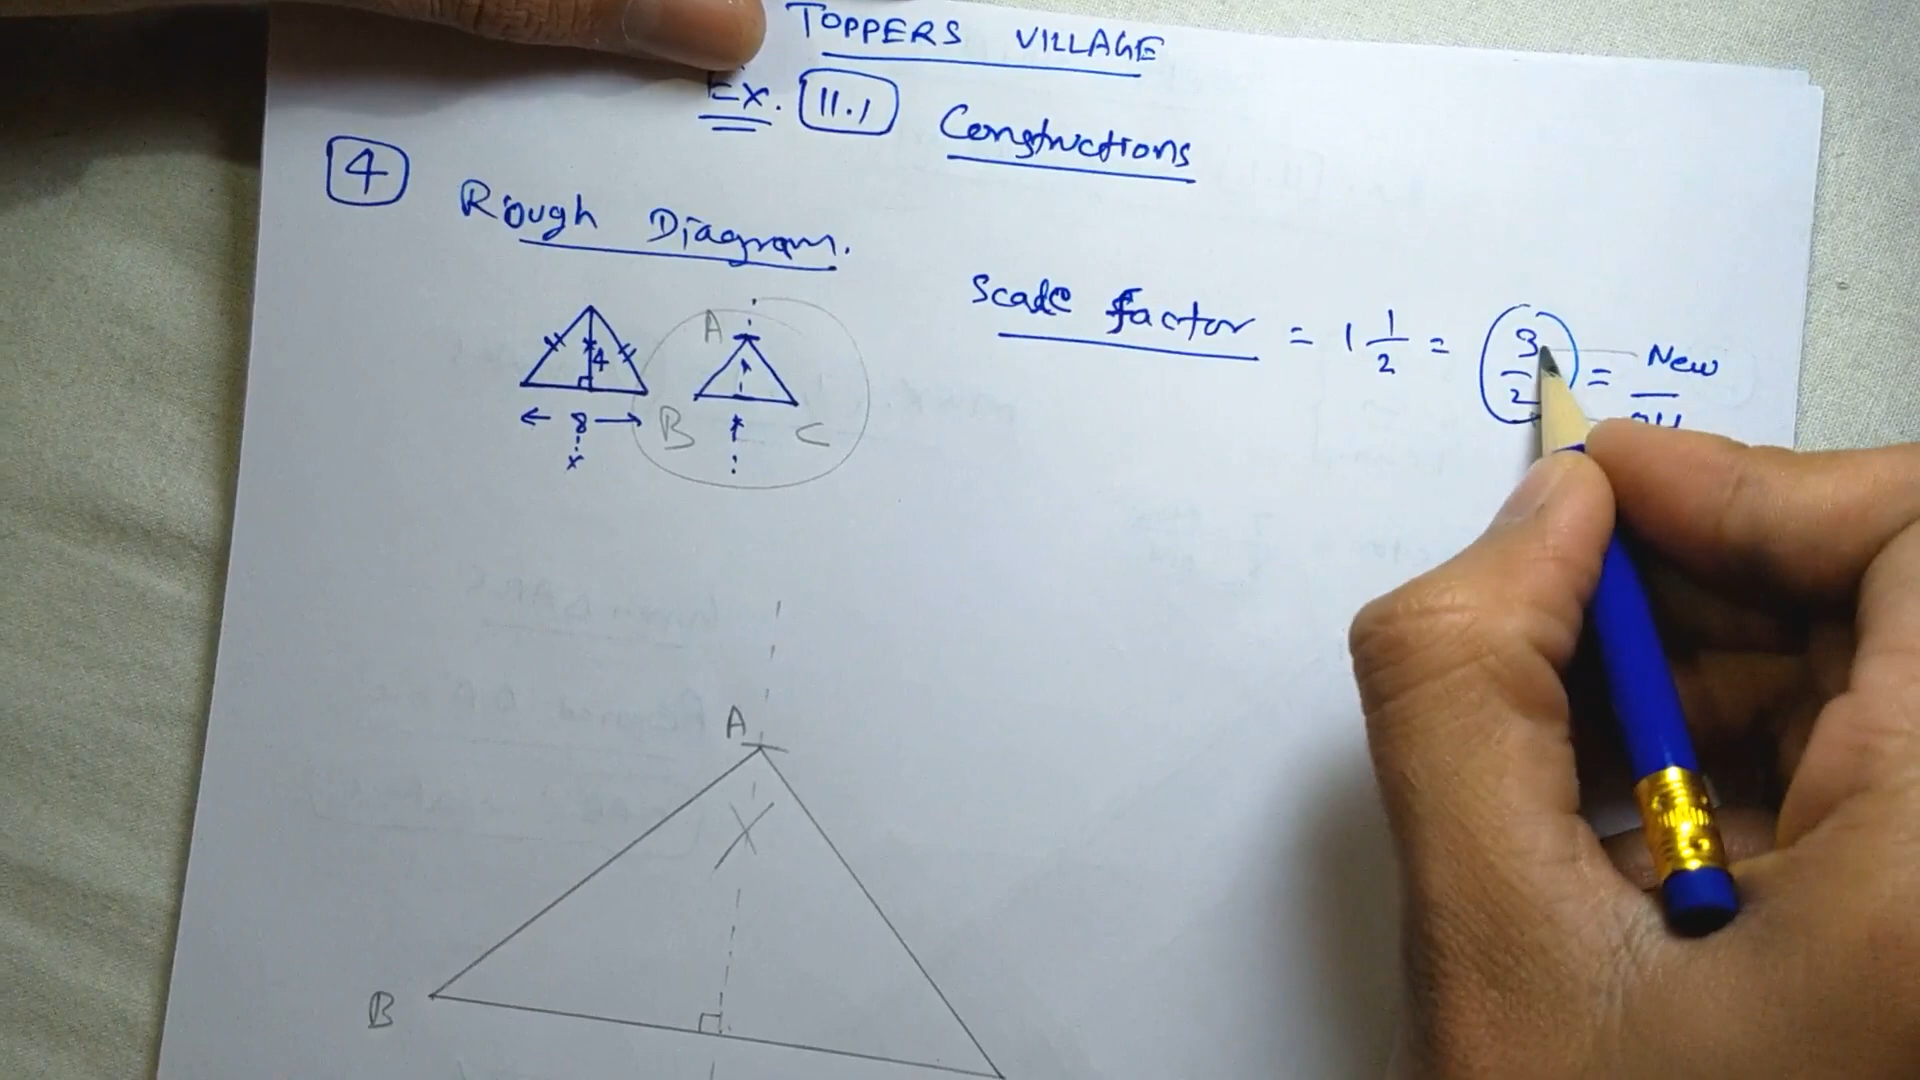 TOPPERS VILLAGE
Ex. 11.1 Constructions
4 Rough Diagram.
Scale factor = 1 1/2 = 3/2 = New
4
8
x
A
B C
A
B